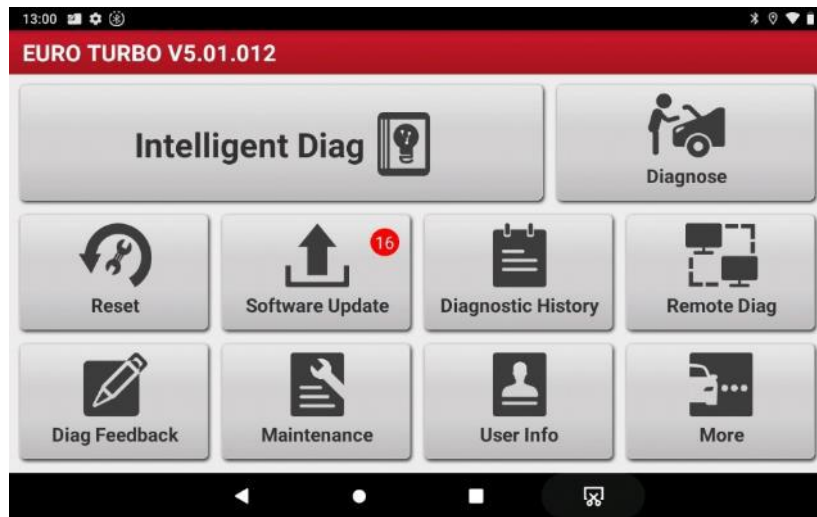 13:00
EURO TURBO V5.01.012
Intelligent Diag
Diagnose
Reset
16
Software Update
Diagnostic History
Remote Diag
Diag Feedback
Maintenance
User Info
More